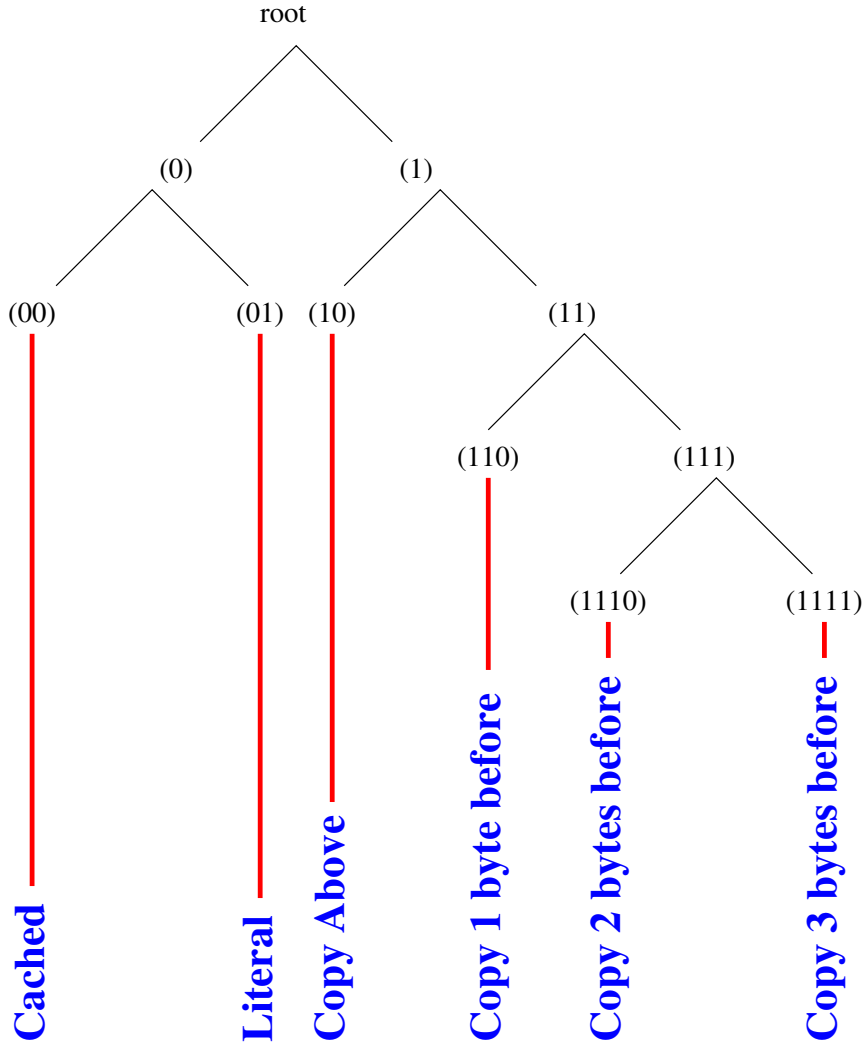 root
(0)
(1)
(00)
(01)
(10)
(11)
(110)
(111)
(1110)
(1111)
Cached
Literal
Copy Above
Copy 1 byte before
Copy 2 bytes before
Copy 3 bytes before